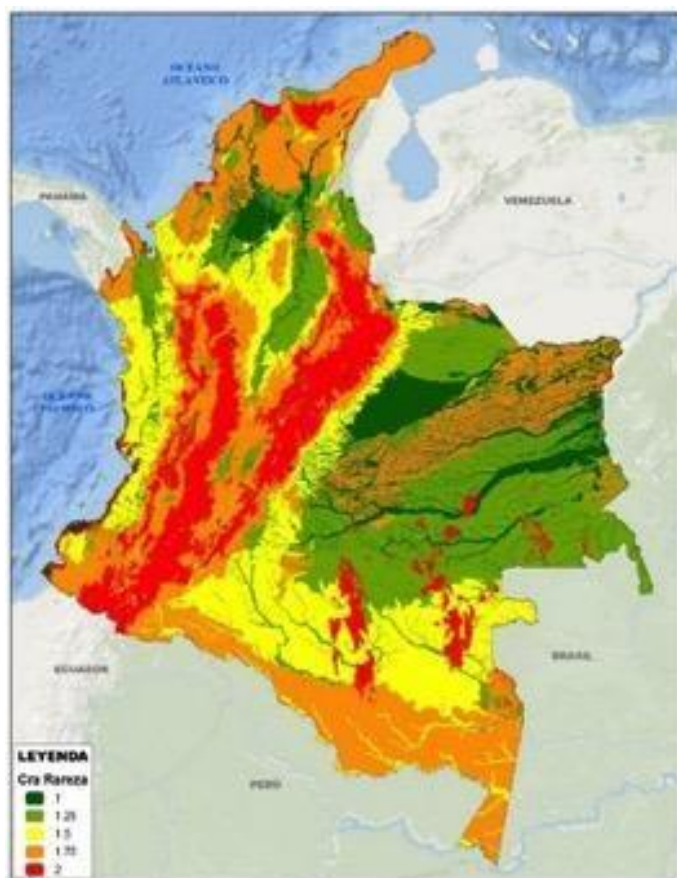 OCEANO
ATLANTICO
PANAMA
VENEZUELA
OCEANO
PACIFICO
ECUADOR
BRASIL
PERU
LEYENDA
Cra Rareza
1
1.25
1.5
1.75
2